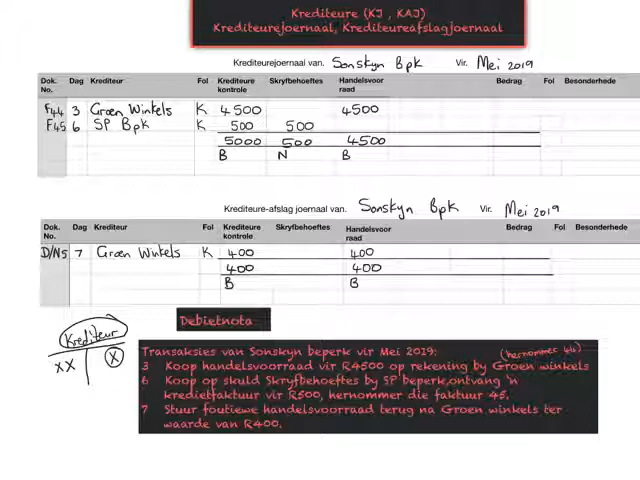 Krediteure (KJ , KAJ)
Krediteurejoernaal, Krediteureafslagjoernaal
Krediteurejoernaal van. Sonskyn Bpk Vir. Mei 2019
Dok. No. Dag Krediteur Fol Krediteure kontrole Skryfbehoeftes Handelsvoor raad Bedrag Fol Besonderhede
F44 3 Groen Winkels K 4500 4500
F45 6 SP Bpk K 500 500
5000 500 4500
B N B
Krediteure-afslag joernaal van. Sonskyn Bpk Vir. Mei 2019
Dok. No. Dag Krediteur Fol Krediteure kontrole Skryfbehoeftes Handelsvoor raad Bedrag Fol Besonderhede
D/N5 7 Groen Winkels K 400 400
400 400
B B
Debietnota
Krediteur
XX X
Transaksies van Sonskyn beperk vir Mei 2019: (hernommer 44)
3 Koop handelsvoorraad vir R4500 op rekening by Groen winkels
6 Koop op skuld Skryfbehoeftes by SP beperk,ontvang 'n
kredietfaktuur vir R500, hernommer die faktuur 45.
7 Stuur foutiewe handelsvoorraad terug na Groen winkels ter
waarde van R400.